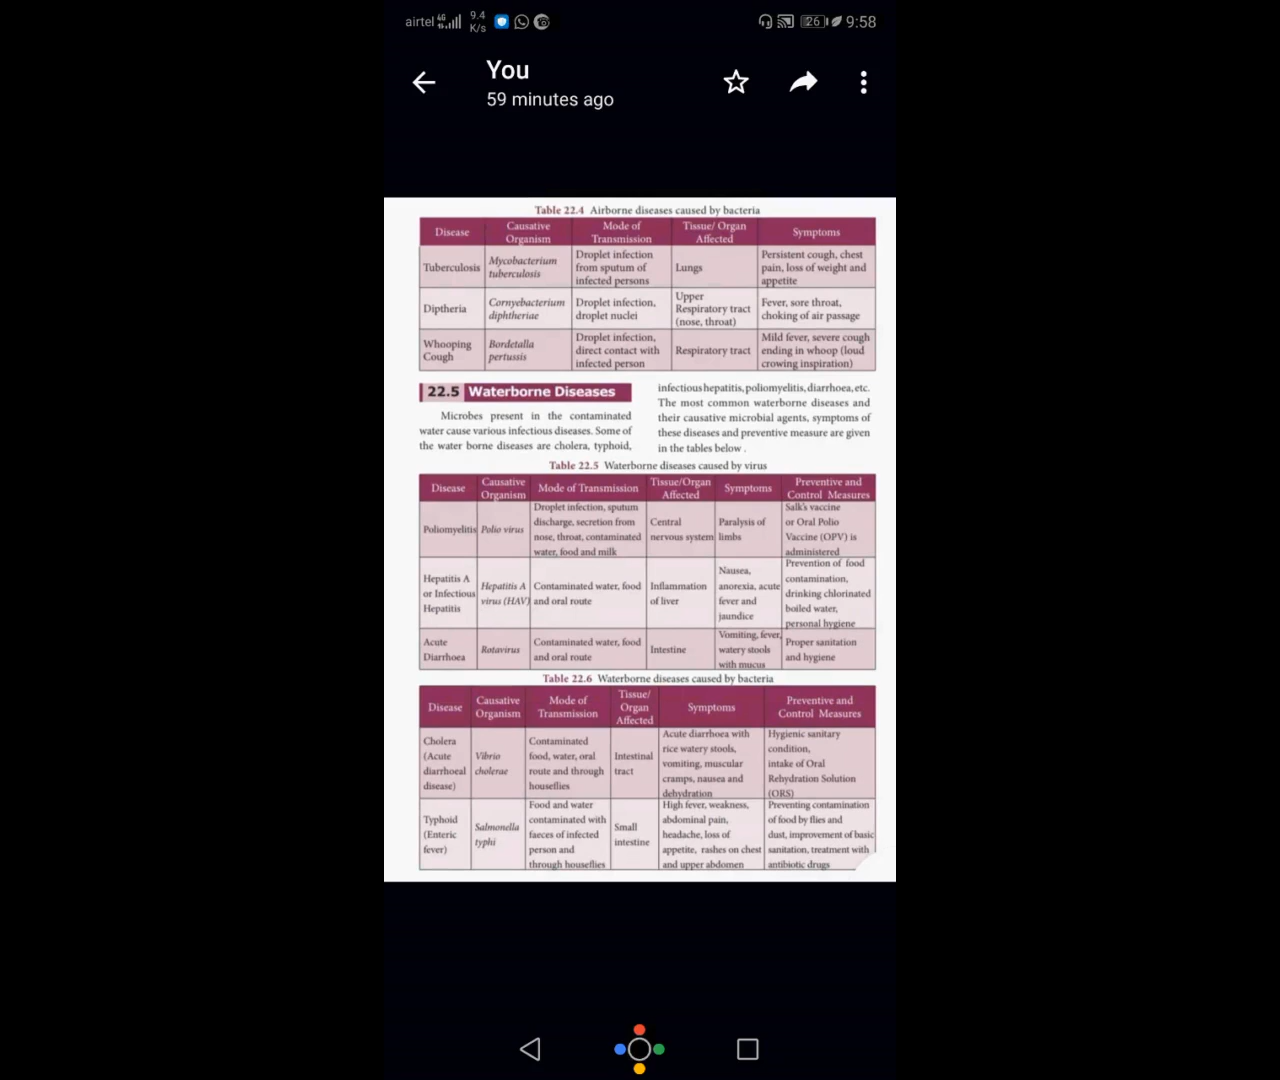 airtel 4G 9.4 K/s 26 9:58
You
59 minutes ago
Table 22.4 Airborne diseases caused by bacteria
Disease Causative Organism Mode of Transmission Tissue/ Organ Affected Symptoms
Tuberculosis Mycobacterium tuberculosis Droplet infection from sputum of infected persons Lungs Persistent cough, chest pain, loss of weight and appetite
Diptheria Cornyebacterium diphtheriae Droplet infection, droplet nuclei Upper Respiratory tract (nose, throat) Fever, sore throat, choking of air passage
Whooping Cough Bordetalla pertussis Droplet infection, direct contact with infected person Respiratory tract Mild fever, severe cough ending in whoop (loud crowing inspiration)
22.5 Waterborne Diseases
Microbes present in the contaminated
water cause various infectious diseases. Some of
the water borne diseases are cholera, typhoid,
infectious hepatitis, poliomyelitis, diarrhoea, etc.
The most common waterborne diseases and
their causative microbial agents, symptoms of
these diseases and preventive measure are given
in the tables below .
Table 22.5 Waterborne diseases caused by virus
Disease Causative Organism Mode of Transmission Tissue/Organ Affected Symptoms Preventive and Control Measures
Poliomyelitis Polio virus Droplet infection, sputum discharge, secretion from nose, throat, contaminated water, food and milk Central nervous system Paralysis of limbs Salk's vaccine or Oral Polio Vaccine (OPV) is administered
Hepatitis A or Infectious Hepatitis Hepatitis A virus (HAV) Contaminated water, food and oral route Inflammation of liver Nausea, anorexia, acute fever and jaundice Prevention of food contamination, drinking chlorinated boiled water, personal hygiene
Acute Diarrhoea Rotavirus Contaminated water, food and oral route Intestine Vomiting, fever, watery stools with mucus Proper sanitation and hygiene
Table 22.6 Waterborne diseases caused by bacteria
Disease Causative Organism Mode of Transmission Tissue/ Organ Affected Symptoms Preventive and Control Measures
Cholera (Acute diarrhoeal disease) Vibrio cholerae Contaminated food, water, oral route and through houseflies Intestinal tract Acute diarrhoea with rice watery stools, vomiting, muscular cramps, nausea and dehydration Hygienic sanitary condition, intake of Oral Rehydration Solution (ORS)
Typhoid (Enteric fever) Salmonella typhi Food and water contaminated with faeces of infected person and through houseflies Small intestine High fever, weakness, abdominal pain, headache, loss of appetite, rashes on chest and upper abdomen Preventing contamination of food by flies and dust, improvement of basic sanitation, treatment with antibiotic drugs